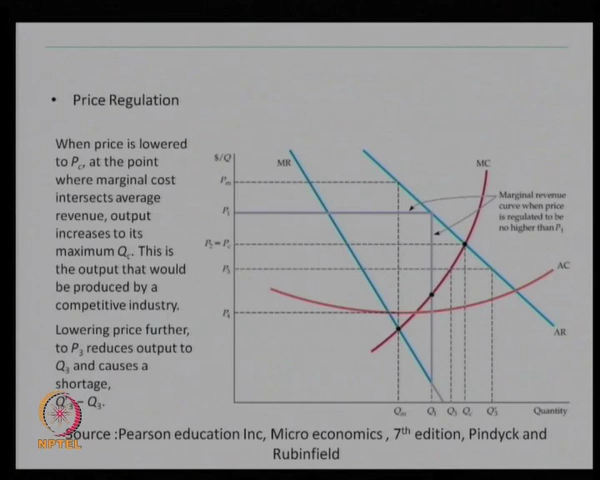 • Price Regulation
When price is lowered
to Pc, at the point
where marginal cost
intersects average
revenue, output
increases to its
maximum Qc. This is
the output that would
be produced by a
competitive industry.
Lowering price further,
to P3 reduces output to
Q3 and causes a
shortage,
Q'3 – Q3.
$/Q
MR
MC
Pm
P1
P2 = Pc
P3
P4
Marginal revenue
curve when price
is regulated to be
no higher than P1
AC
AR
Qm Q1 Q3 Qc Q'3 Quantity
NPTEL
Source :Pearson education Inc, Micro economics , 7th edition, Pindyck and
Rubinfield